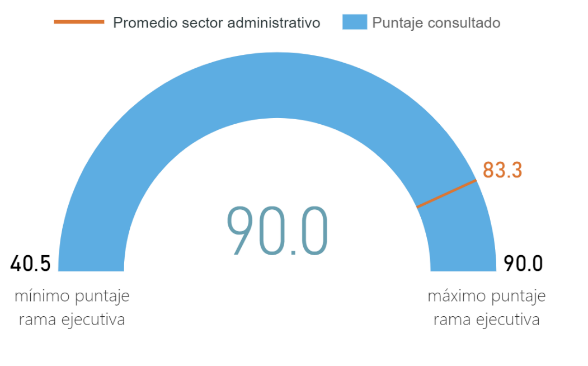 Promedio sector administrativo
Puntaje consultado
83.3
90.0
40.5
90.0
mínimo puntaje
rama ejecutiva
máximo puntaje
rama ejecutiva